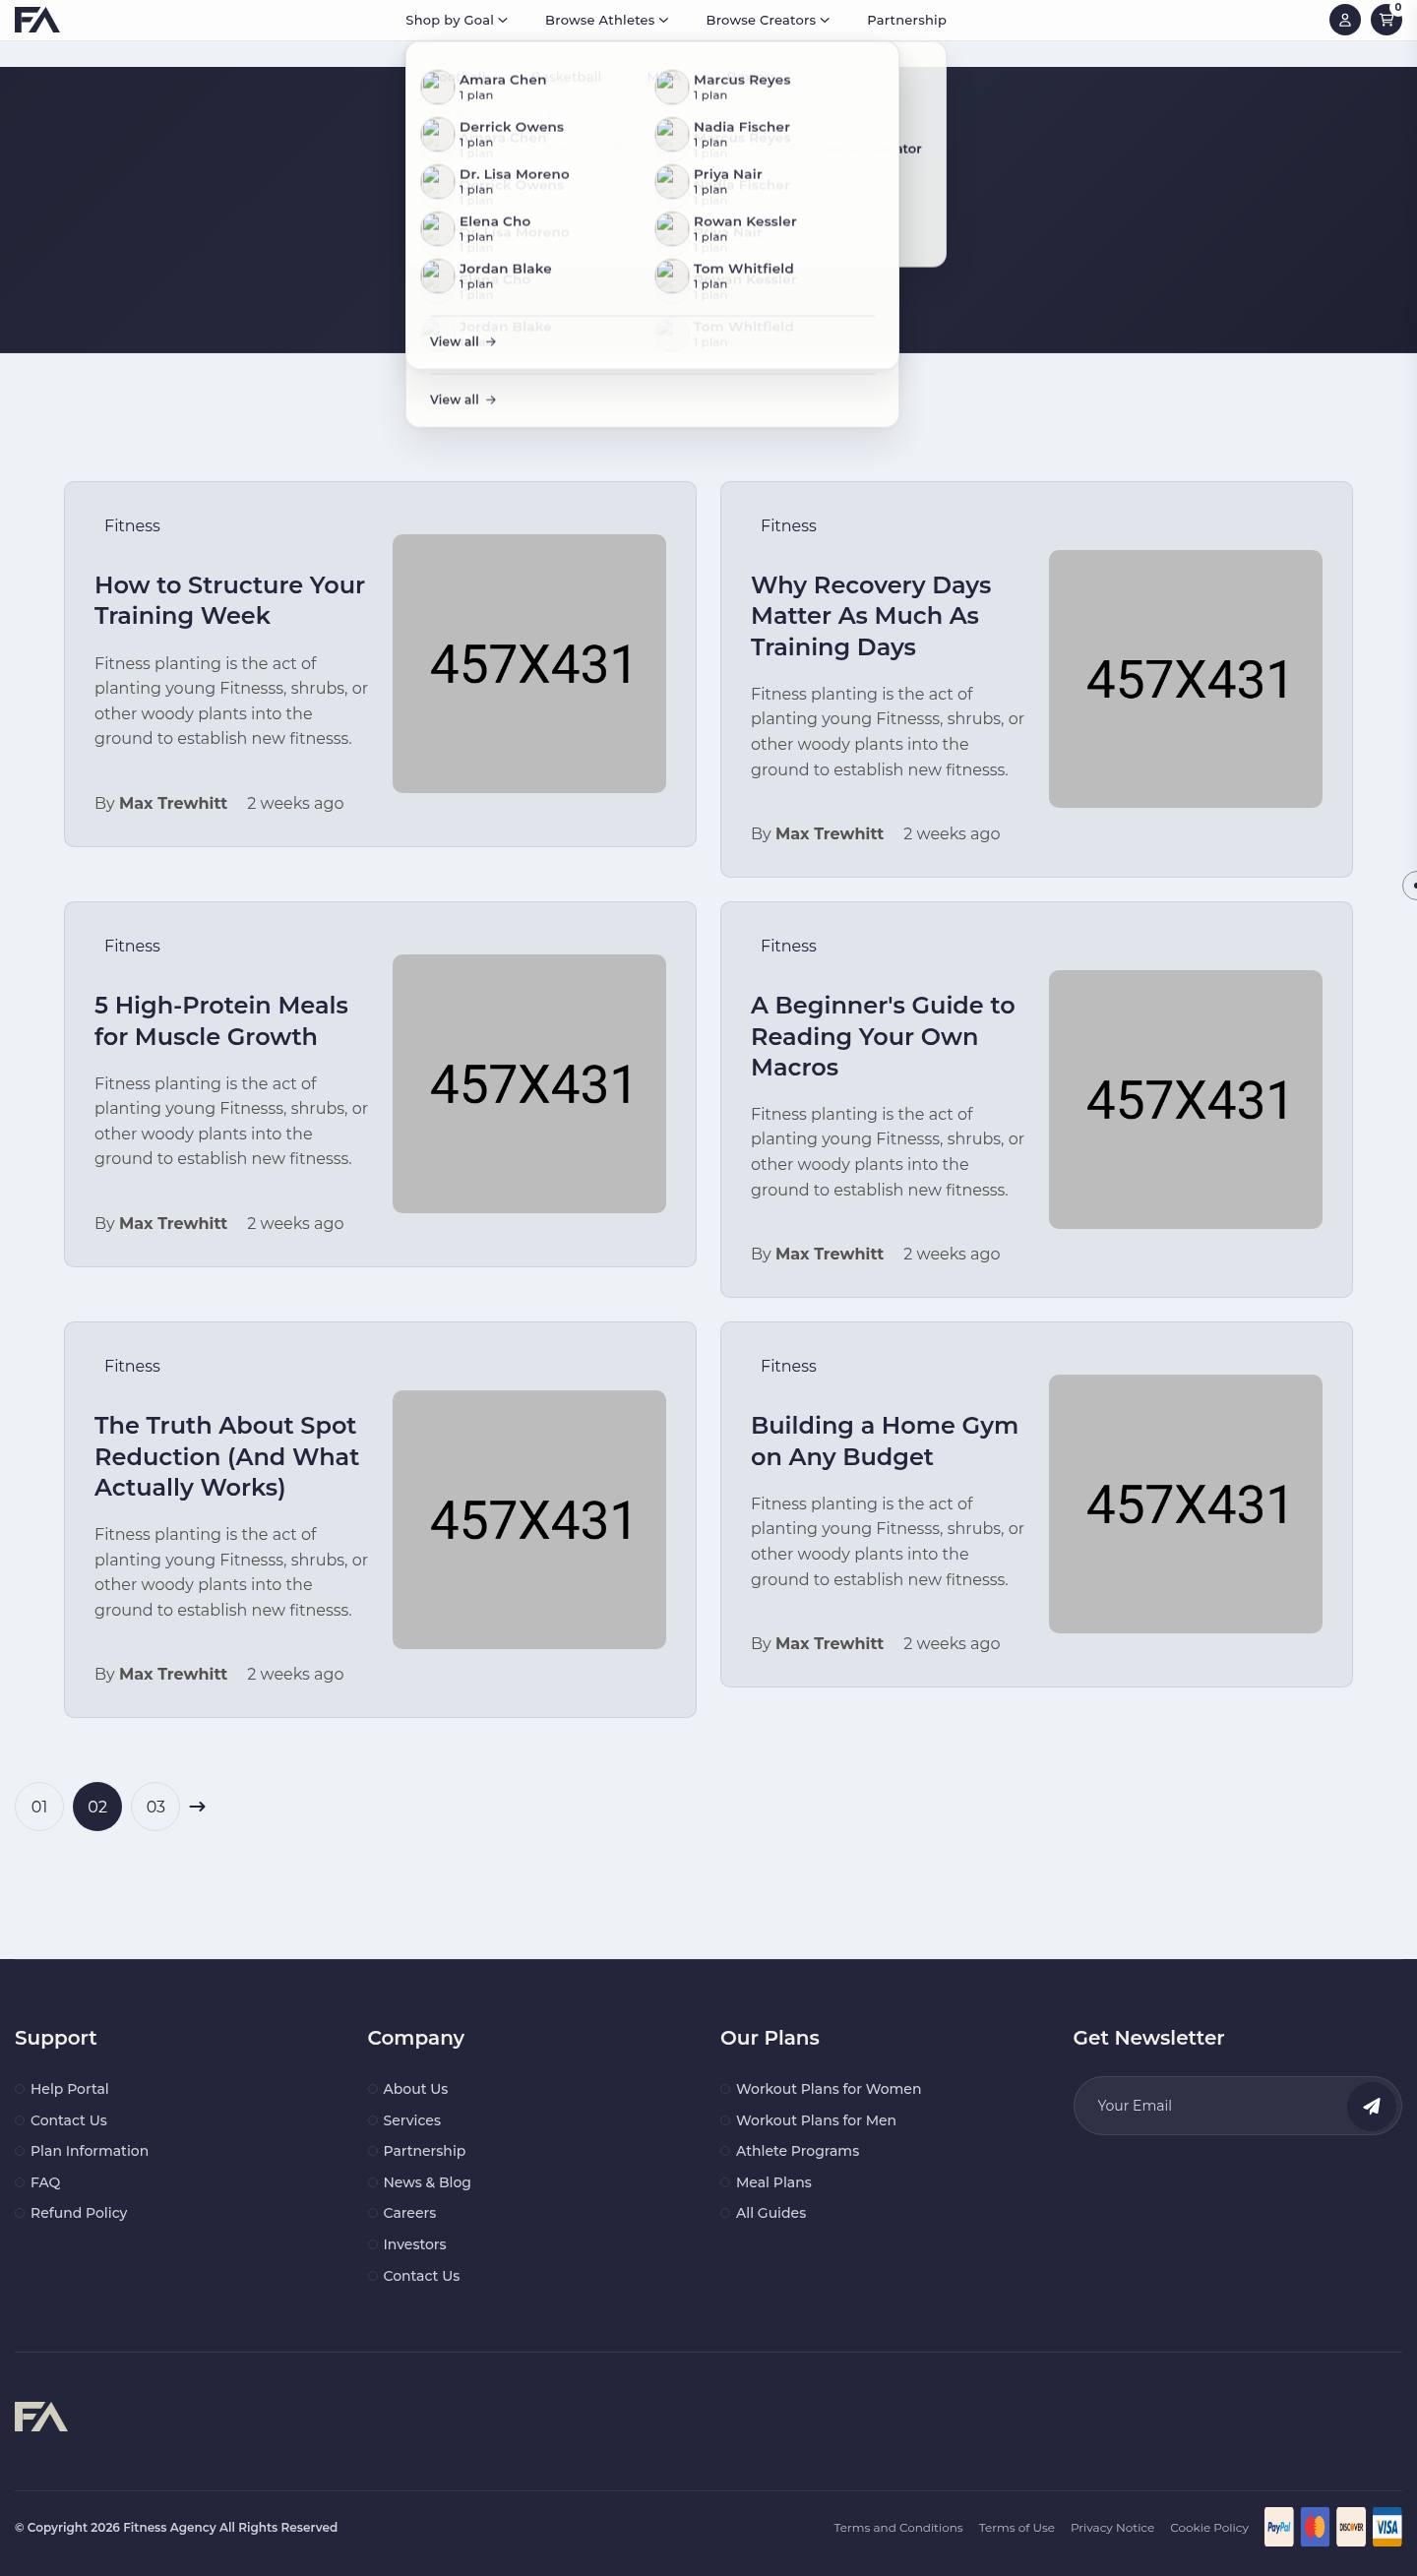 FA
Shop by Goal
Browse Athletes
Browse Creators
Partnership
0
Amara Chen
1 plan
Marcus Reyes
1 plan
Derrick Owens
1 plan
Nadia Fischer
1 plan
Dr. Lisa Moreno
1 plan
Priya Nair
1 plan
Elena Cho
1 plan
Rowan Kessler
1 plan
Jordan Blake
1 plan
Tom Whitfield
1 plan
View all
Jordan Blake
Tom Whitfield
1 plan
View all
Fitness
How to Structure Your
Training Week
Fitness planting is the act of
planting young Fitnesss, shrubs, or
other woody plants into the
ground to establish new fitnesss.
By Max Trewhitt 2 weeks ago
457X431
Fitness
Why Recovery Days
Matter As Much As
Training Days
Fitness planting is the act of
planting young Fitnesss, shrubs, or
other woody plants into the
ground to establish new fitnesss.
By Max Trewhitt 2 weeks ago
457X431
Fitness
5 High-Protein Meals
for Muscle Growth
Fitness planting is the act of
planting young Fitnesss, shrubs, or
other woody plants into the
ground to establish new fitnesss.
By Max Trewhitt 2 weeks ago
457X431
Fitness
A Beginner's Guide to
Reading Your Own
Macros
Fitness planting is the act of
planting young Fitnesss, shrubs, or
other woody plants into the
ground to establish new fitnesss.
By Max Trewhitt 2 weeks ago
457X431
Fitness
The Truth About Spot
Reduction (And What
Actually Works)
Fitness planting is the act of
planting young Fitnesss, shrubs, or
other woody plants into the
ground to establish new fitnesss.
By Max Trewhitt 2 weeks ago
457X431
Fitness
Building a Home Gym
on Any Budget
Fitness planting is the act of
planting young Fitnesss, shrubs, or
other woody plants into the
ground to establish new fitnesss.
By Max Trewhitt 2 weeks ago
457X431
01 02 03
Support
Help Portal
Contact Us
Plan Information
FAQ
Refund Policy
Company
About Us
Services
Partnership
News & Blog
Careers
Investors
Contact Us
Our Plans
Workout Plans for Women
Workout Plans for Men
Athlete Programs
Meal Plans
All Guides
Get Newsletter
Your Email
FA
© Copyright 2026 Fitness Agency All Rights Reserved
Terms and Conditions
Terms of Use
Privacy Notice
Cookie Policy
PayPal
DISCOVER
VISA